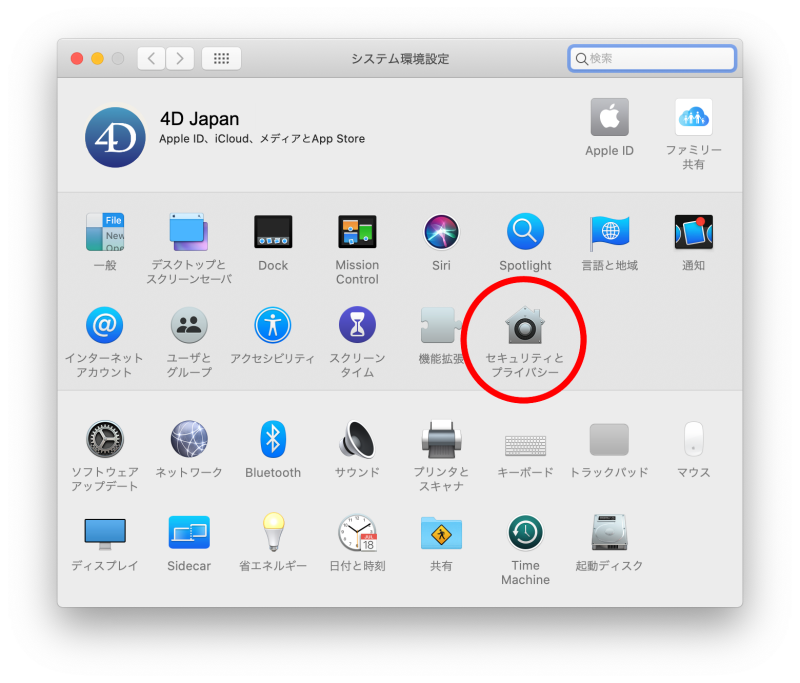 システム環境設定
検索
4D
4D Japan
Apple ID、iCloud、メディアとApp Store
Apple ID
ファミリー
共有
File
New
Ope
一般
デスクトップと
スクリーンセーバ
Dock
Mission
Control
Siri
Spotlight
言語と地域
通知
@
インターネット
アカウント
ユーザと
グループ
アクセシビリティ
スクリーン
タイム
機能拡張
セキュリティと
プライバシー
ソフトウェア
アップデート
ネットワーク
Bluetooth
サウンド
プリンタと
スキャナ
キーボード
トラックパッド
マウス
ディスプレイ
Sidecar
省エネルギー
JUL
18
日付と時刻
共有
Time
Machine
起動ディスク